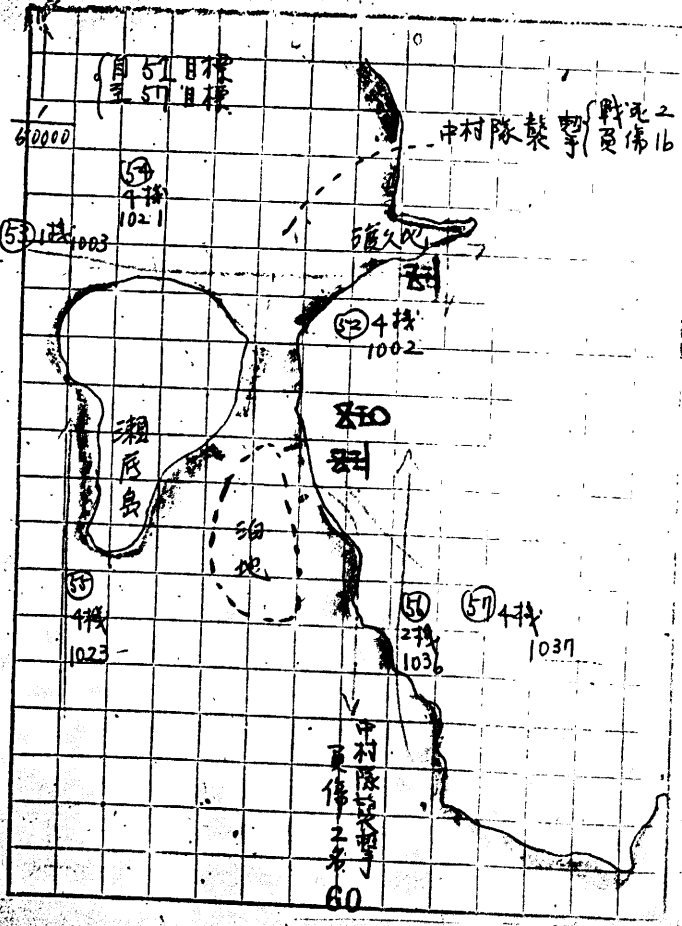 自51目標
至57目標
60000
中村隊襲撃
戦死2
負傷16
54
4機
1021
53 1機 1003
渡久地
52 4機
1002
瀬底島
泊地
55
4機
1023
56
2機
1036
57 4機
1037
中村隊襲撃
負傷2名
60